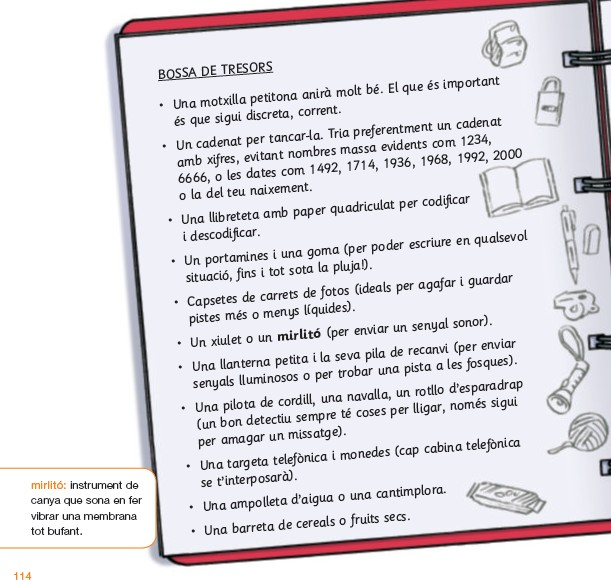 BOSSA DE TRESORS
• Una motxilla petitona anirà molt bé. El que és important
és que sigui discreta, corrent.
• Un cadenat per tancar-la. Tria preferentment un cadenat
amb xifres, evitant nombres massa evidents com 1234,
6666, o les dates com 1492, 1714, 1936, 1968, 1992, 2000
o la del teu naixement.
• Una llibreteta amb paper quadriculat per codificar
i descodificar.
• Un portamines i una goma (per poder escriure en qualsevol
situació, fins i tot sota la pluja!).
• Capsetes de carrets de fotos (ideals per agafar i guardar
pistes més o menys líquides).
• Un xiulet o un mirlitó (per enviar un senyal sonor).
• Una llanterna petita i la seva pila de recanvi (per enviar
senyals lluminosos o per trobar una pista a les fosques).
• Una pilota de cordill, una navalla, un rotllo d'esparadrap
(un bon detectiu sempre té coses per lligar, només sigui
per amagar un missatge).
• Una targeta telefònica i monedes (cap cabina telefònica
se t'interposarà).
• Una ampolleta d'aigua o una cantimplora.
• Una barreta de cereals o fruits secs.
mirlitó: instrument de
canya que sona en fer
vibrar una membrana
tot bufant.
114